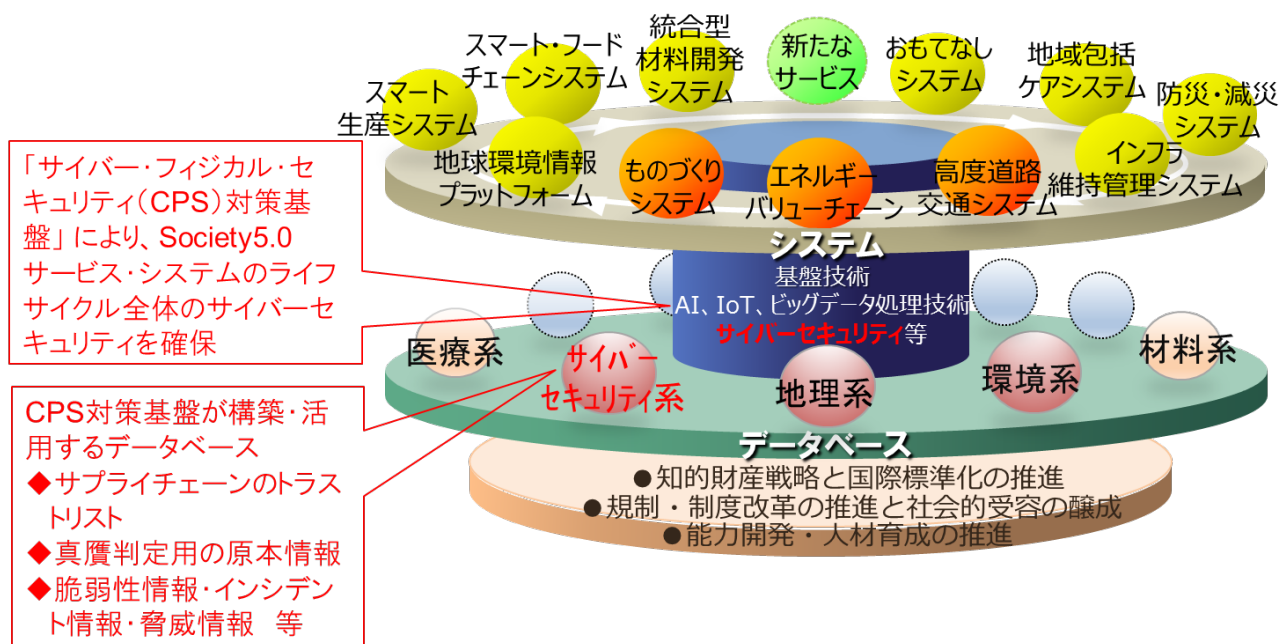 スマート・フード
チェーンシステム
統合型
材料開発
システム
新たな
サービス
おもてなし
システム
地域包括
ケアシステム
防災・減災
システム
スマート
生産システム
地球環境情報
プラットフォーム
ものづくり
システム
エネルギー
バリューチェーン
高度道路
交通システム
インフラ
維持管理システム
システム
「サイバー・フィジカル・セ
キュリティ(CPS)対策基
盤」により、Society5.0
サービス・システムのライフ
サイクル全体のサイバーセ
キュリティを確保
基盤技術
AI、IoT、ビッグデータ処理技術
サイバーセキュリティ等
医療系
サイバー
セキュリティ系
地理系
環境系
材料系
データベース
CPS対策基盤が構築・活
用するデータベース
◆サプライチェーンのトラス
トリスト
◆真贋判定用の原本情報
◆脆弱性情報・インシデン
ト情報・脅威情報 等
●知的財産戦略と国際標準化の推進
●規制・制度改革の推進と社会的受容の醸成
●能力開発・人材育成の推進